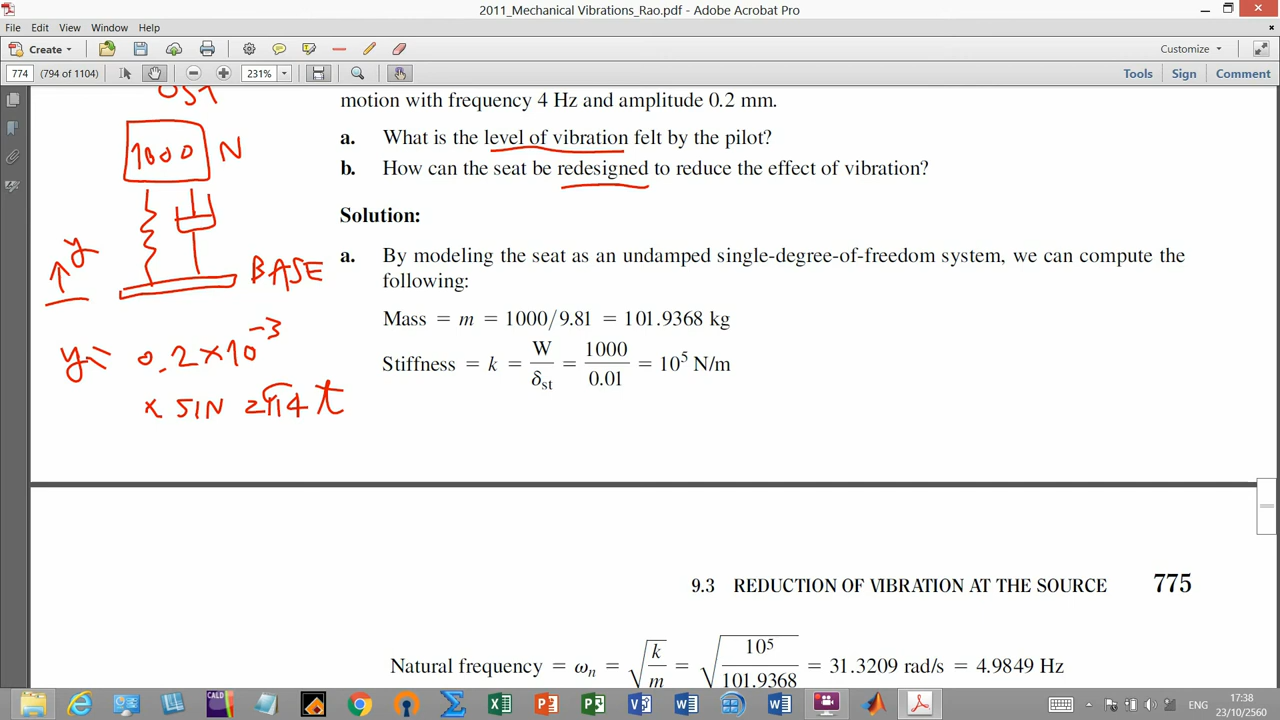 2011_Mechanical Vibrations_Rao.pdf - Adobe Acrobat Pro
File Edit View Window Help
Create
Customize
774 (794 of 1104) 231% Tools Sign Comment
motion with frequency 4 Hz and amplitude 0.2 mm.
a. What is the level of vibration felt by the pilot?
b. How can the seat be redesigned to reduce the effect of vibration?
1000 N
y
BASE
y = 0.2 × 10⁻³
× SIN 2π4 t
Solution:
a. By modeling the seat as an undamped single-degree-of-freedom system, we can compute the
following:
Mass = m = 1000/9.81 = 101.9368 kg
Stiffness = k = W/δst = 1000/0.01 = 10⁵ N/m
9.3 REDUCTION OF VIBRATION AT THE SOURCE 775
Natural frequency = ωn = √(k/m) = √(10⁵/101.9368) = 31.3209 rad/s = 4.9849 Hz
CALD
ENG
17:38
23/10/2560